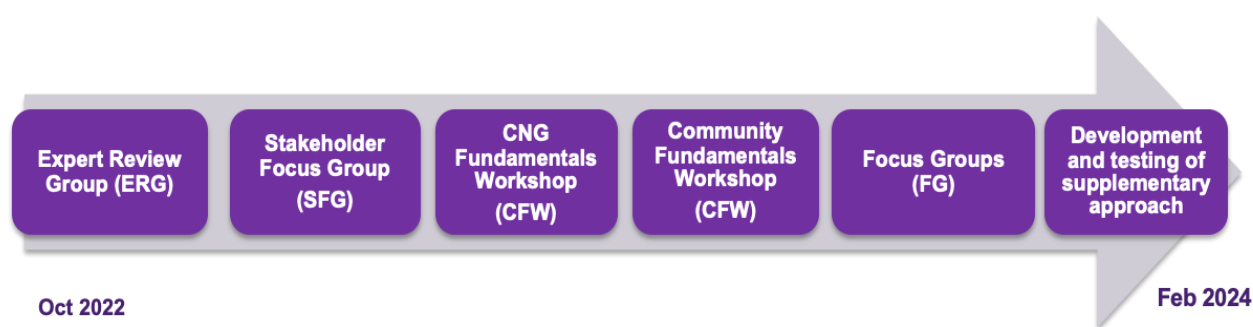 Expert Review
Group (ERG)
Stakeholder
Focus Group
(SFG)
CNG
Fundamentals
Workshop
(CFW)
Community
Fundamentals
Workshop
(CFW)
Focus Groups
(FG)
Development
and testing of
supplementary
approach
Oct 2022
Feb 2024